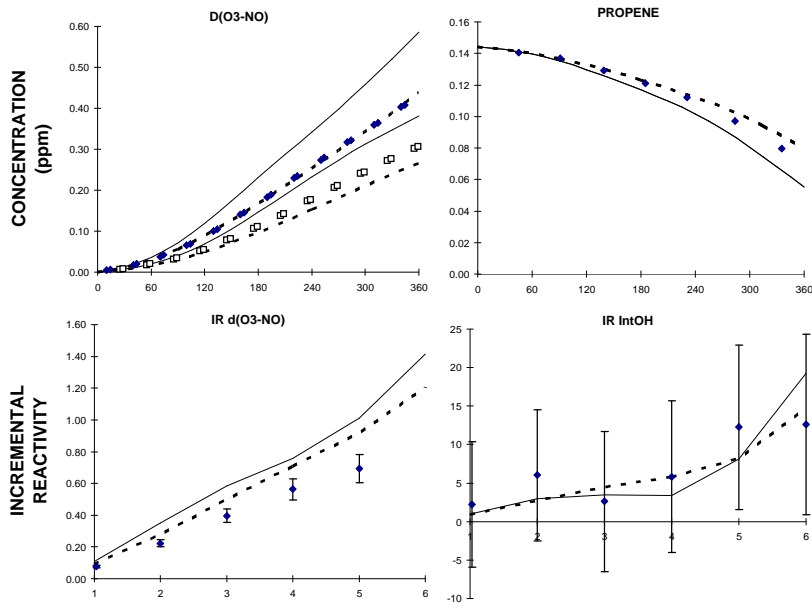 D(O3-NO)
0.60
0.50
0.40
0.30
0.20
0.10
0.00
0 60 120 180 240 300 360
CONCENTRATION
(ppm)
PROPENE
0.16
0.14
0.12
0.10
0.08
0.06
0.04
0.02
0.00
0 60 120 180 240 300 360
IR d(O3-NO)
1.60
1.40
1.20
1.00
0.80
0.60
0.40
0.20
0.00
1 2 3 4 5 6
INCREMENTAL
REACTIVITY
IR IntOH
25
20
15
10
5
0
-5
-10
1 2 3 4 5 6